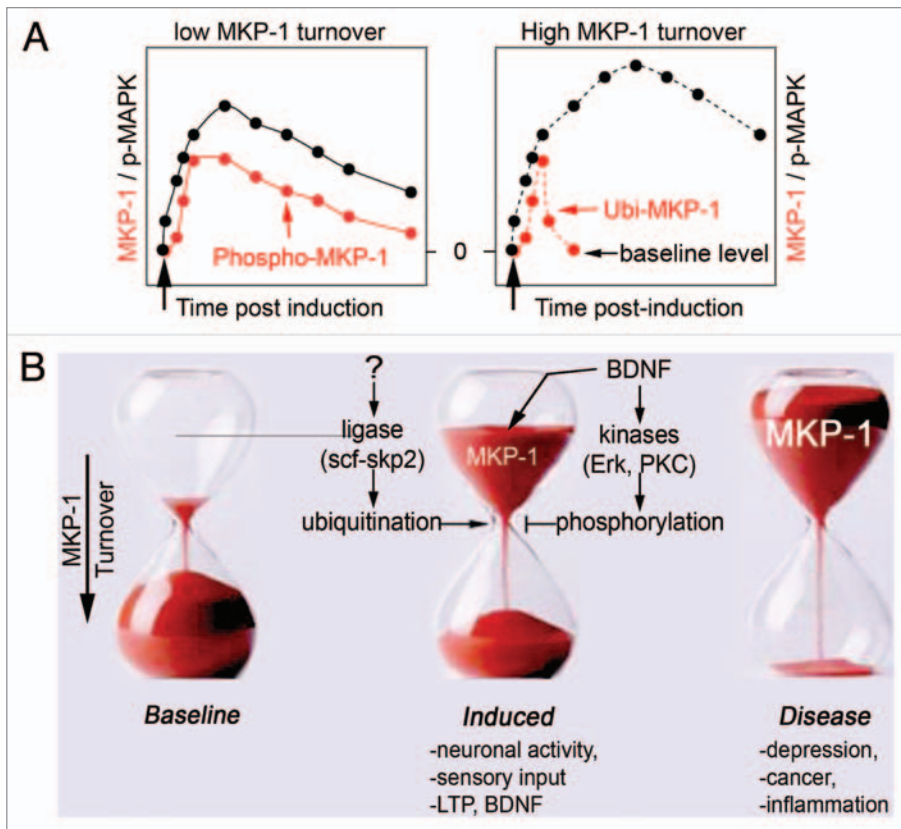 A
low MKP-1 turnover
High MKP-1 turnover
MKP-1 / p-MAPK
Phospho-MKP-1
Time post induction
0
Ubi-MKP-1
baseline level
Time post-induction
MKP-1 / p-MAPK
B
?
BDNF
ligase
(scf-skp2)
kinases
(Erk, PKC)
MKP-1
MKP-1
ubiquitination
phosphorylation
MKP-1
Turnover
Baseline
Induced
-neuronal activity,
-sensory input
-LTP, BDNF
Disease
-depression,
-cancer,
-inflammation